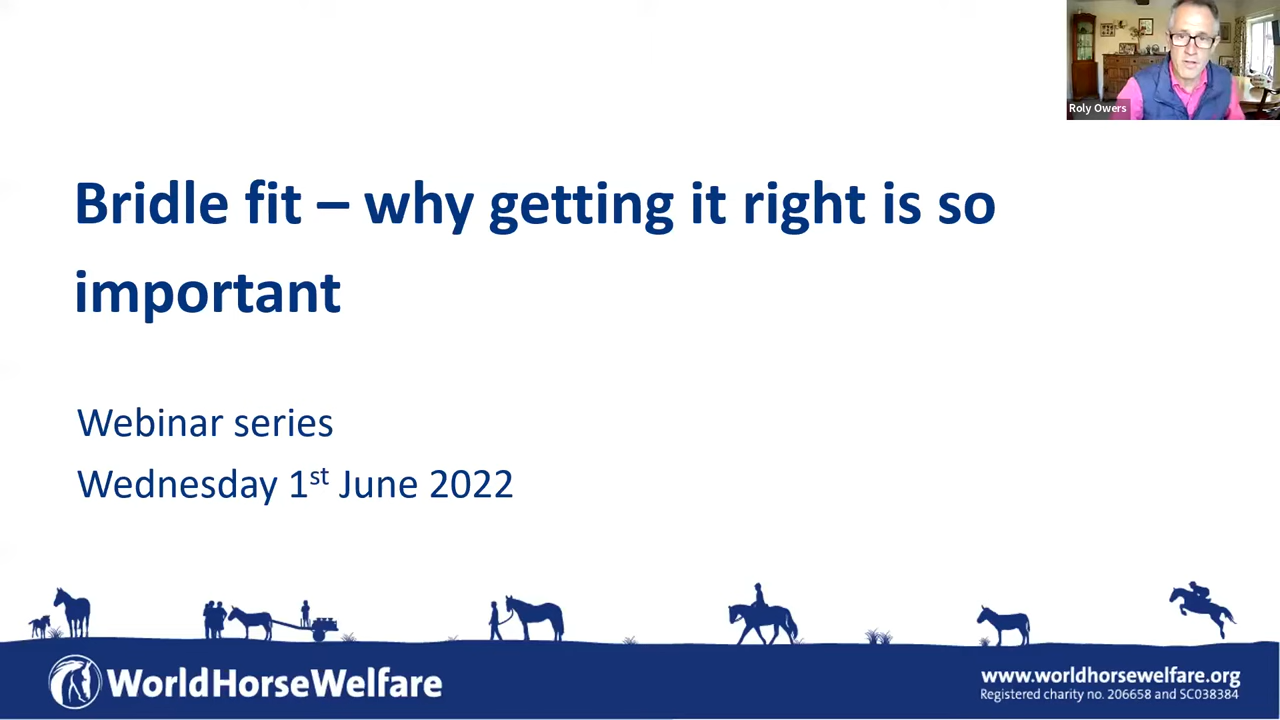 Roly Owers
Bridle fit – why getting it right is so
important
Webinar series
Wednesday 1st June 2022
WorldHorseWelfare
www.worldhorsewelfare.org
Registered charity no. 206658 and SC038384